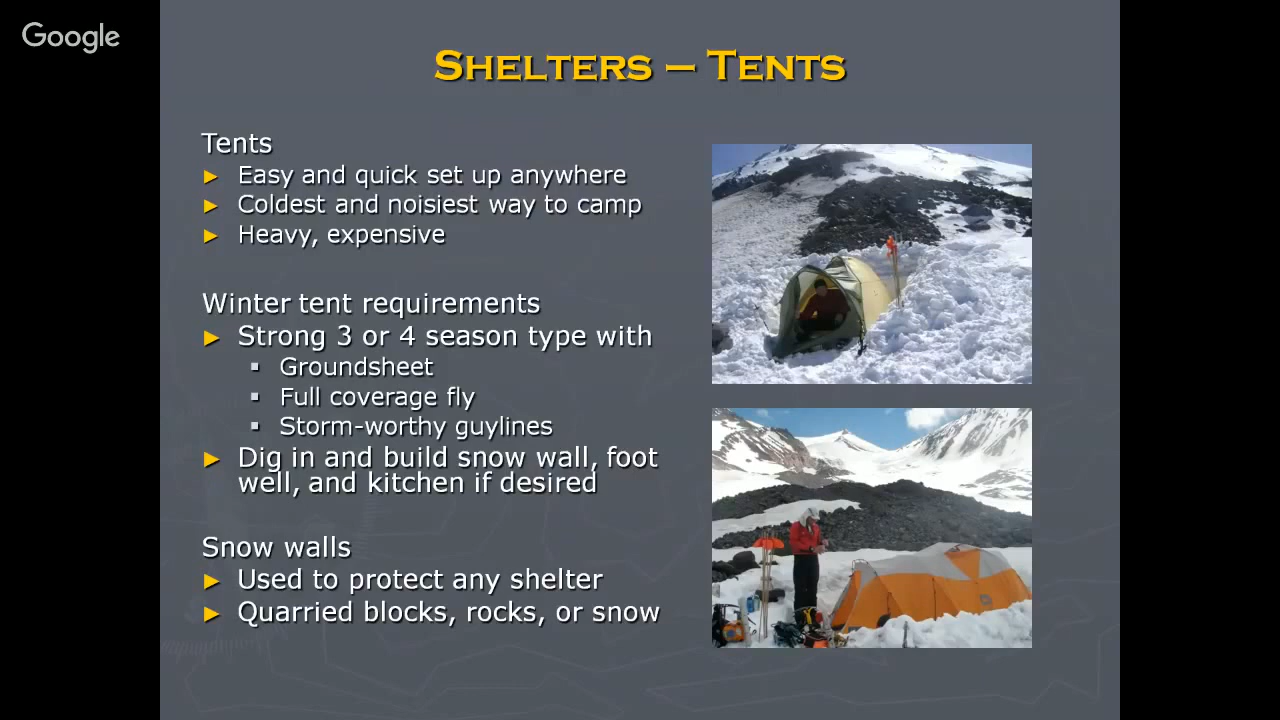 Google
Shelters – Tents
Tents
► Easy and quick set up anywhere
► Coldest and noisiest way to camp
► Heavy, expensive
Winter tent requirements
► Strong 3 or 4 season type with
▪ Groundsheet
▪ Full coverage fly
▪ Storm-worthy guylines
► Dig in and build snow wall, foot
well, and kitchen if desired
Snow walls
► Used to protect any shelter
► Quarried blocks, rocks, or snow